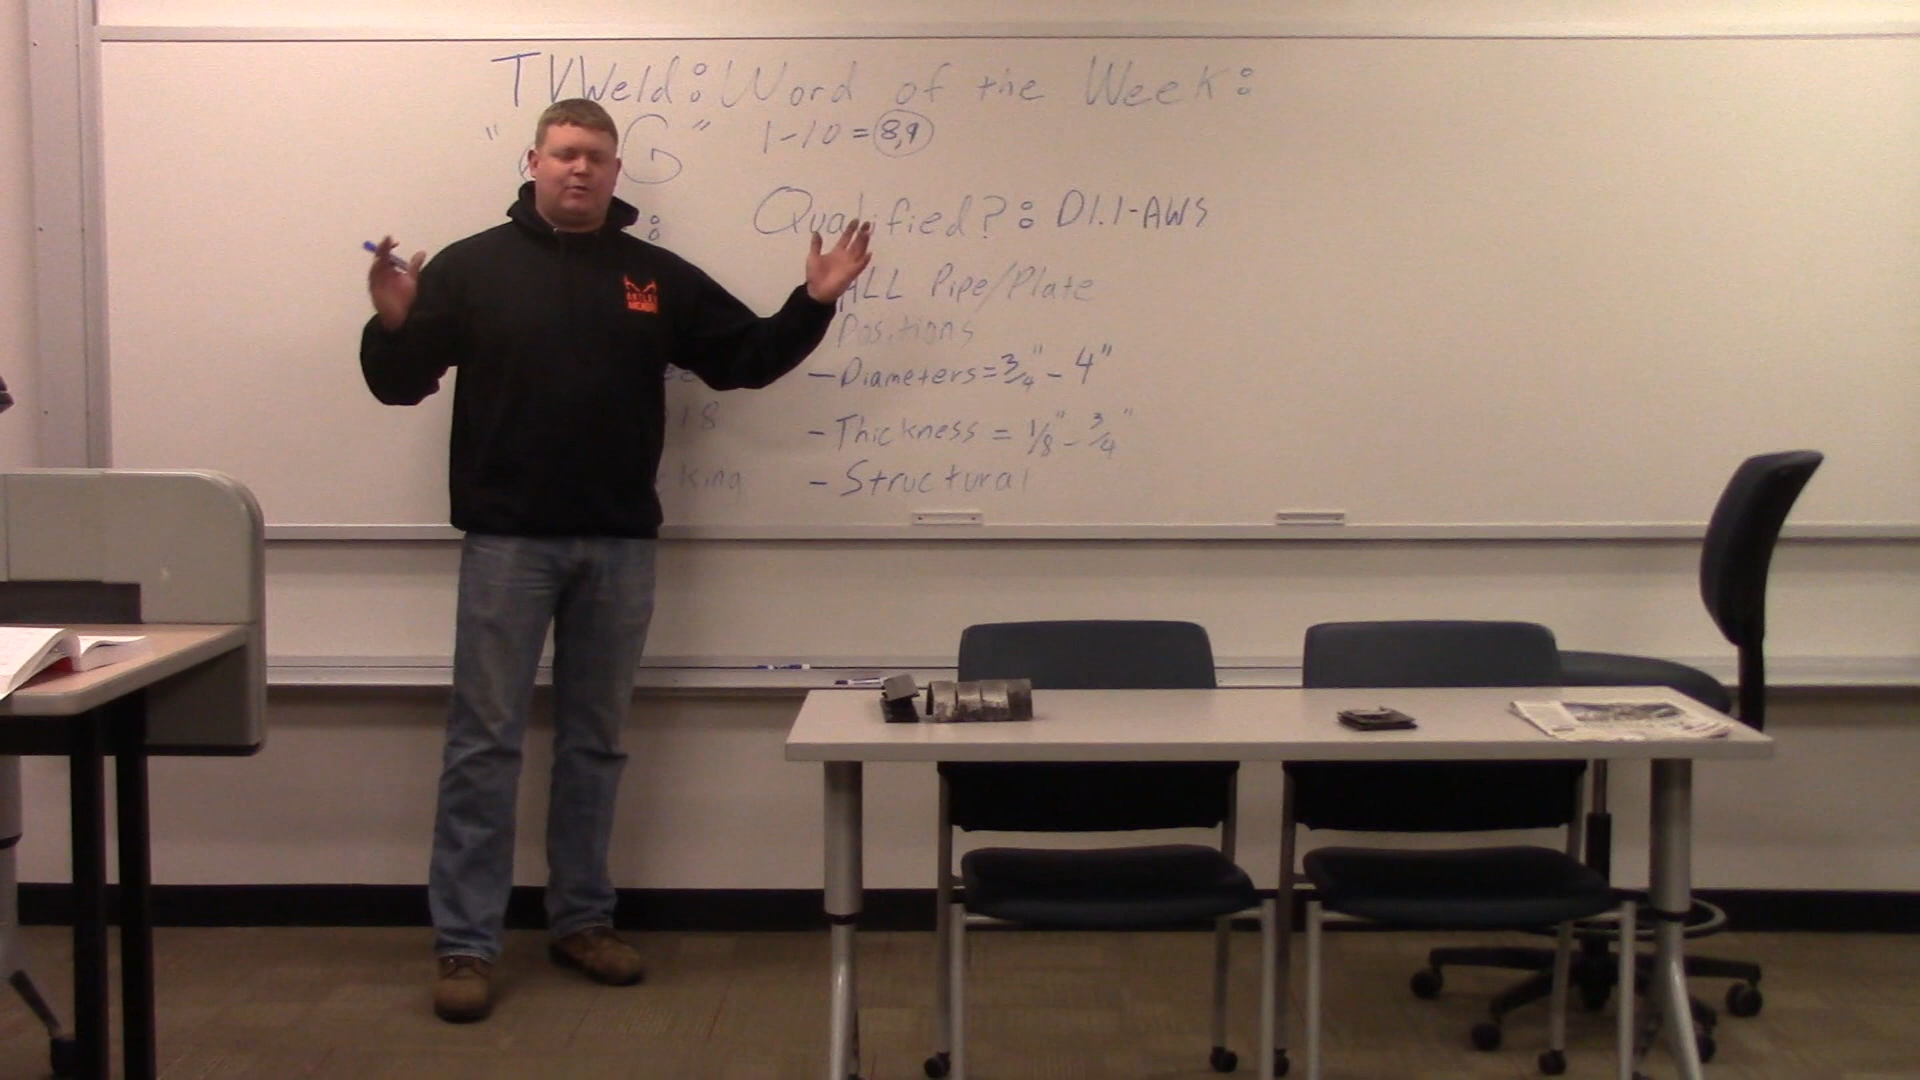 TVWeld: Word of the Week:
" G" 1-10 = 8,9
: Qualified?: D1.1-AWS
ALL Pipe/Plate
Positions
- Diameters = 3/4" - 4"
18 - Thickness = 1/8" - 3/4"
king - Structural